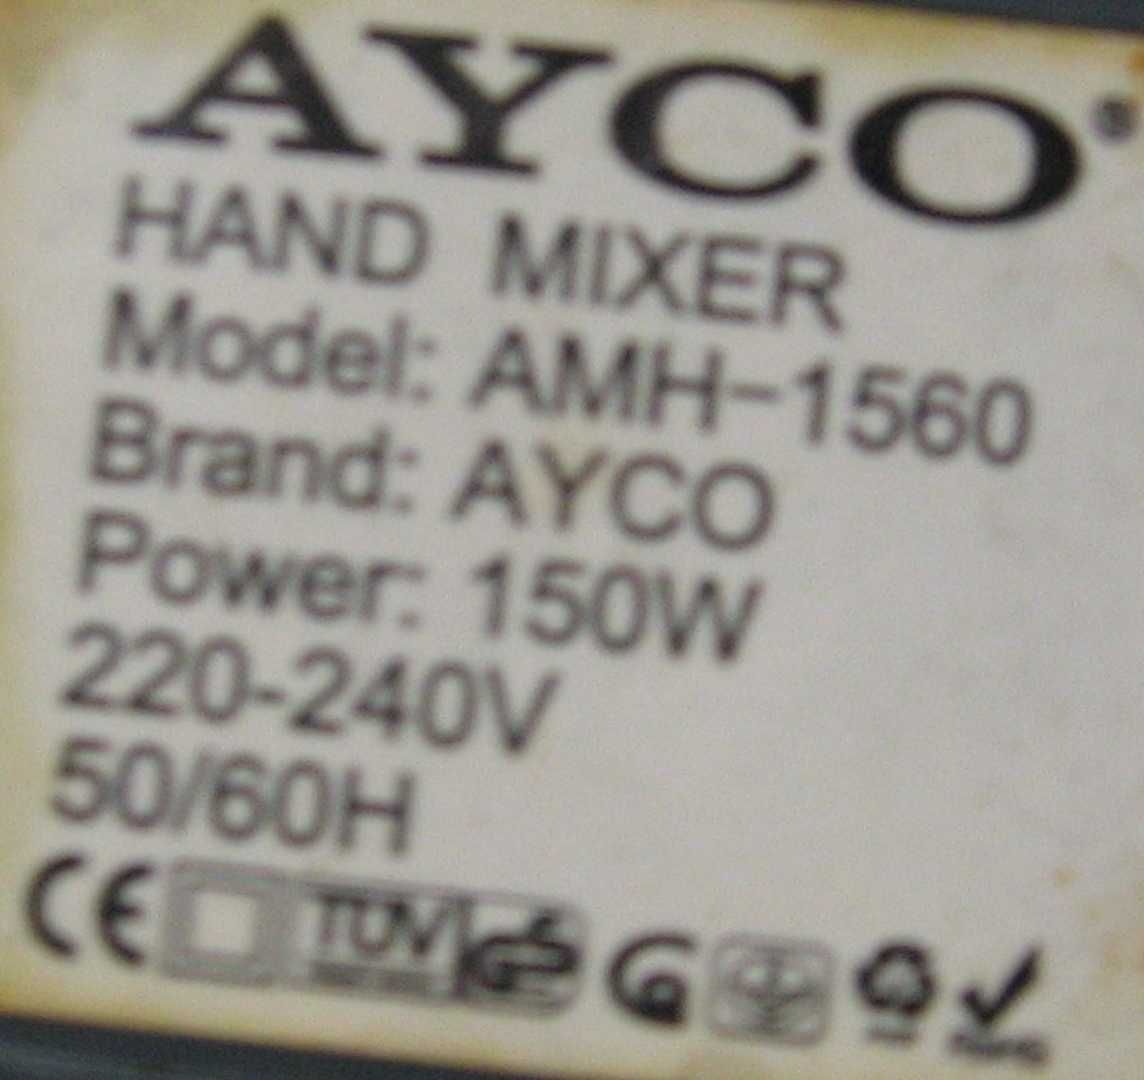 AYCO®
HAND MIXER
Model: AMH-1560
Brand: AYCO
Power: 150W
220-240V
50/60H
CE TÜV